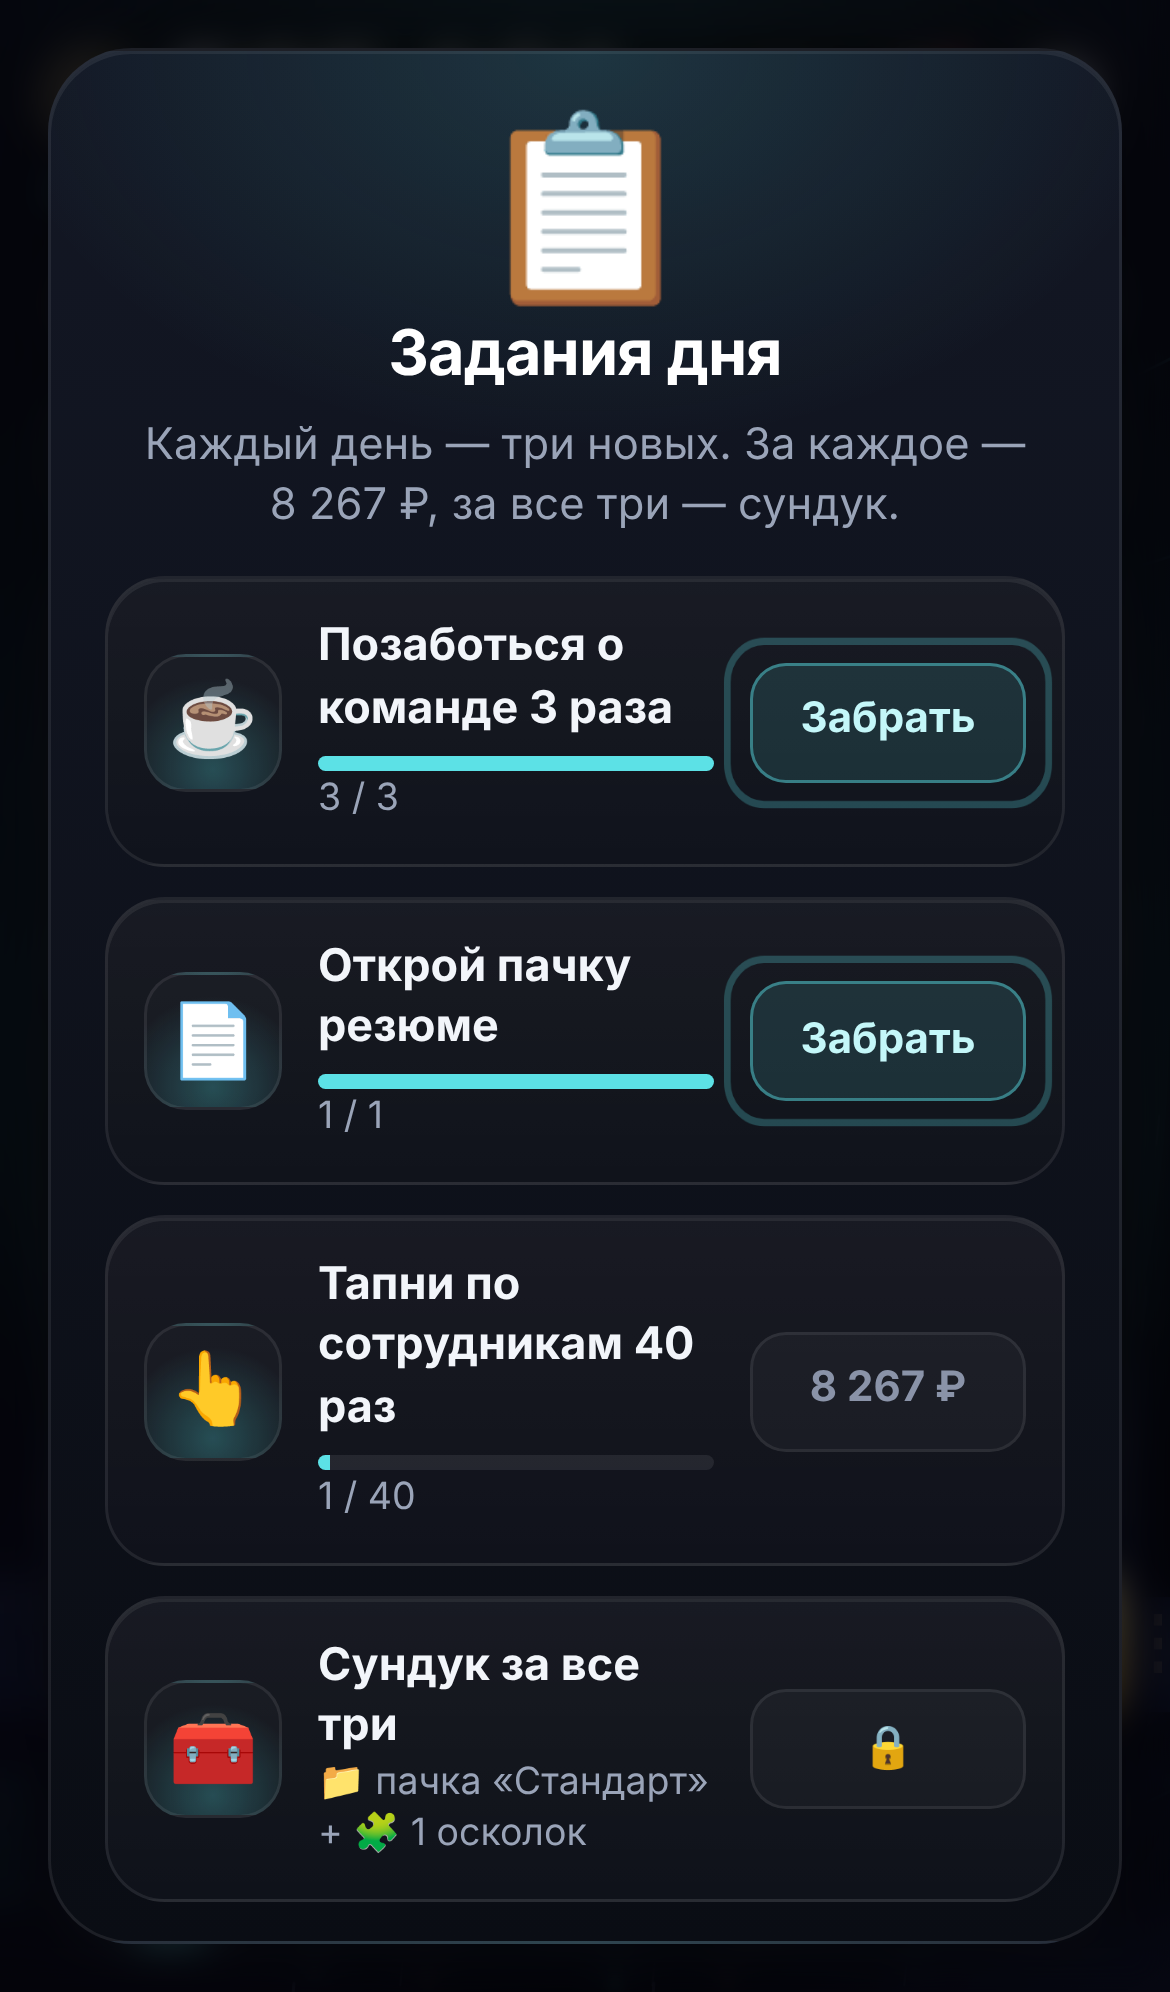 Задания дня
Каждый день — три новых. За каждое —
8 267 ₽, за все три — сундук.
Позаботься о
команде 3 раза
3 / 3
Забрать
Открой пачку
резюме
1 / 1
Забрать
Тапни по
сотрудникам 40
раз
1 / 40
8 267 ₽
Сундук за все
три
📁 пачка «Стандарт»
+ 🧩 1 осколок